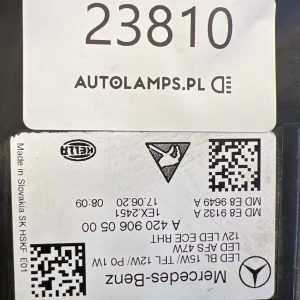 23810
AUTOLAMPS.PL
Mercedes-Benz
LED BL 15W/ TFL 12W/ P0 1W
LED AFS 47W
12V LED ECE RHT
A 420 906 05 00
1EX.2451
17.06.20 08:09
HELLA
MD A E8 9132 A
MD A E8 9649 A
Made in Slovakia SK HSKF E01